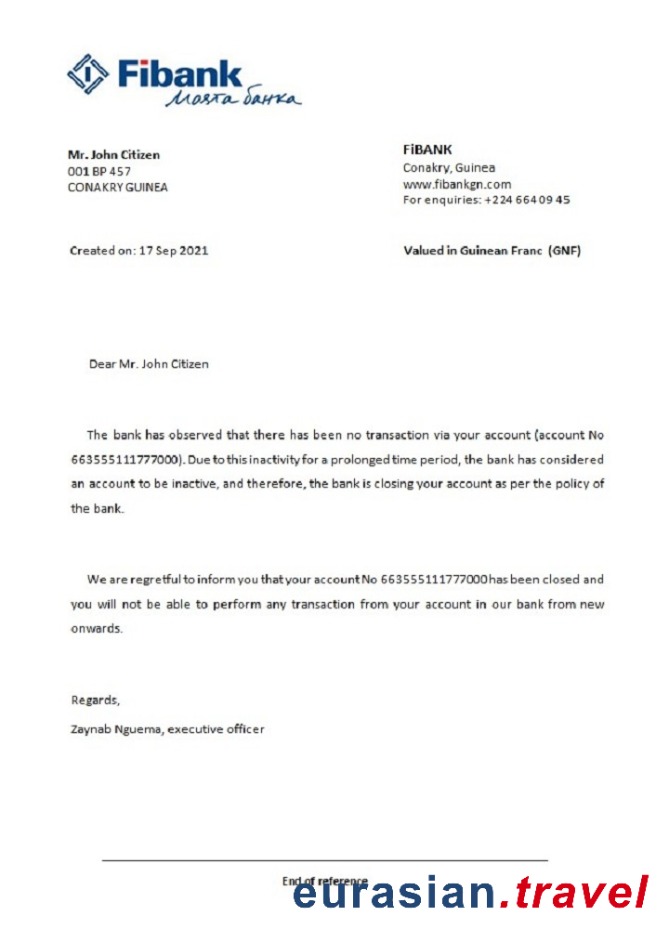 Fibank
Моята банка
Mr. John Citizen
001 BP 457
CONAKRY GUINEA
FiBANK
Conakry, Guinea
www.fibankgn.com
For enquiries: +224 664 09 45
Created on: 17 Sep 2021
Valued in Guinean Franc (GNF)
Dear Mr. John Citizen
The bank has observed that there has been no transaction via your account (account No
663555111777000). Due to this inactivity for a prolonged time period, the bank has considered
an account to be inactive, and therefore, the bank is closing your account as per the policy of
the bank.
We are regretful to inform you that your account No 663555111777000 has been closed and
you will not be able to perform any transaction from your account in our bank from new
onwards.
Regards,
Zaynab Nguema, executive officer
End of reference
eurasian.travel